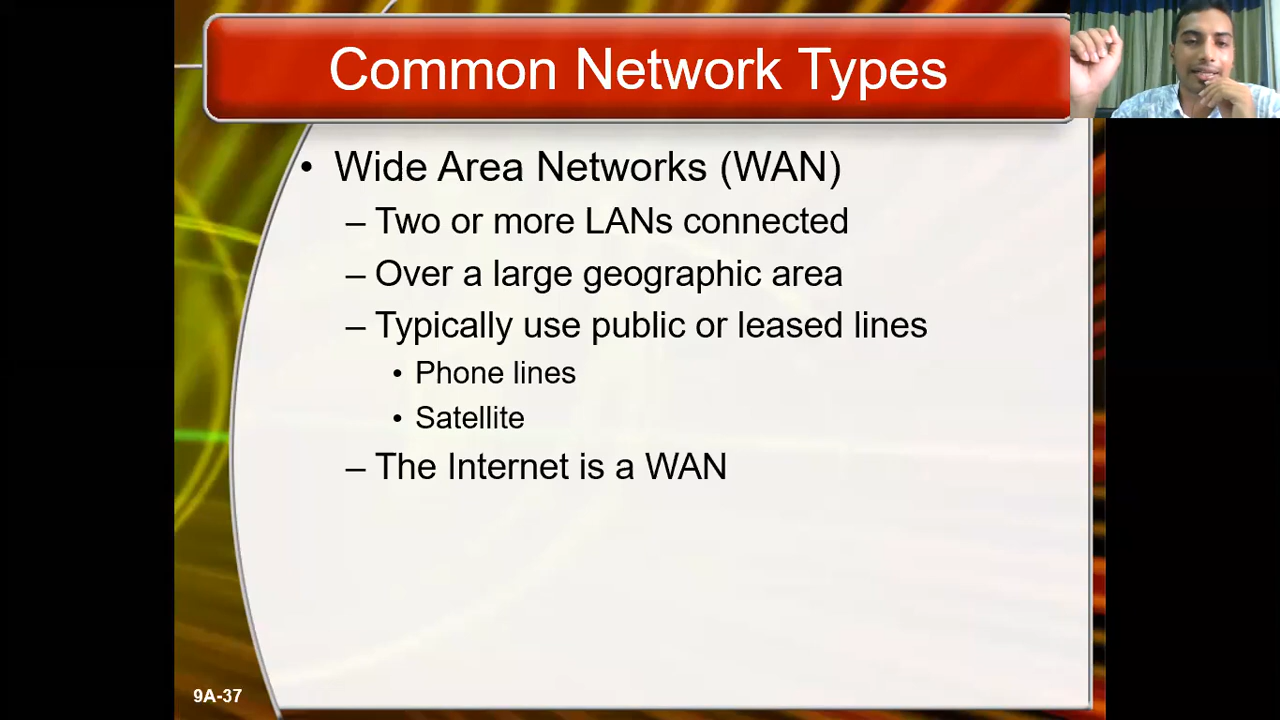 Common Network Types
• Wide Area Networks (WAN)
– Two or more LANs connected
– Over a large geographic area
– Typically use public or leased lines
• Phone lines
• Satellite
– The Internet is a WAN
9A-37